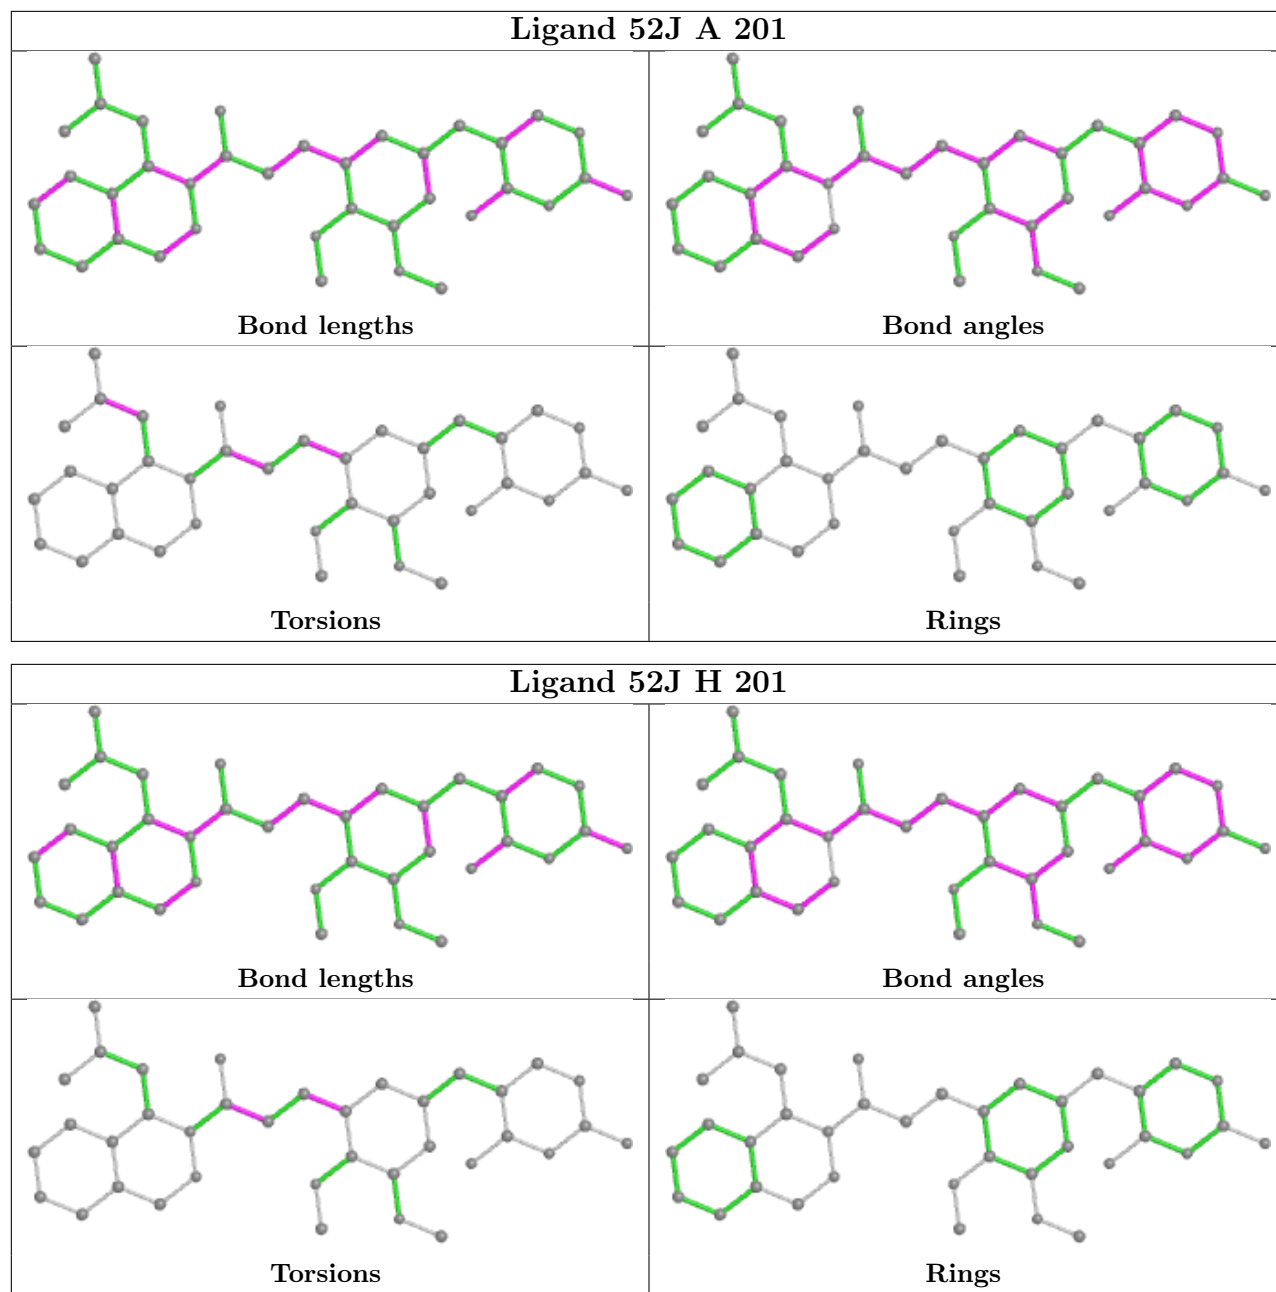 Ligand 52J A 201
Bond lengths
Bond angles
Torsions
Rings
Ligand 52J H 201
Bond lengths
Bond angles
Torsions
Rings